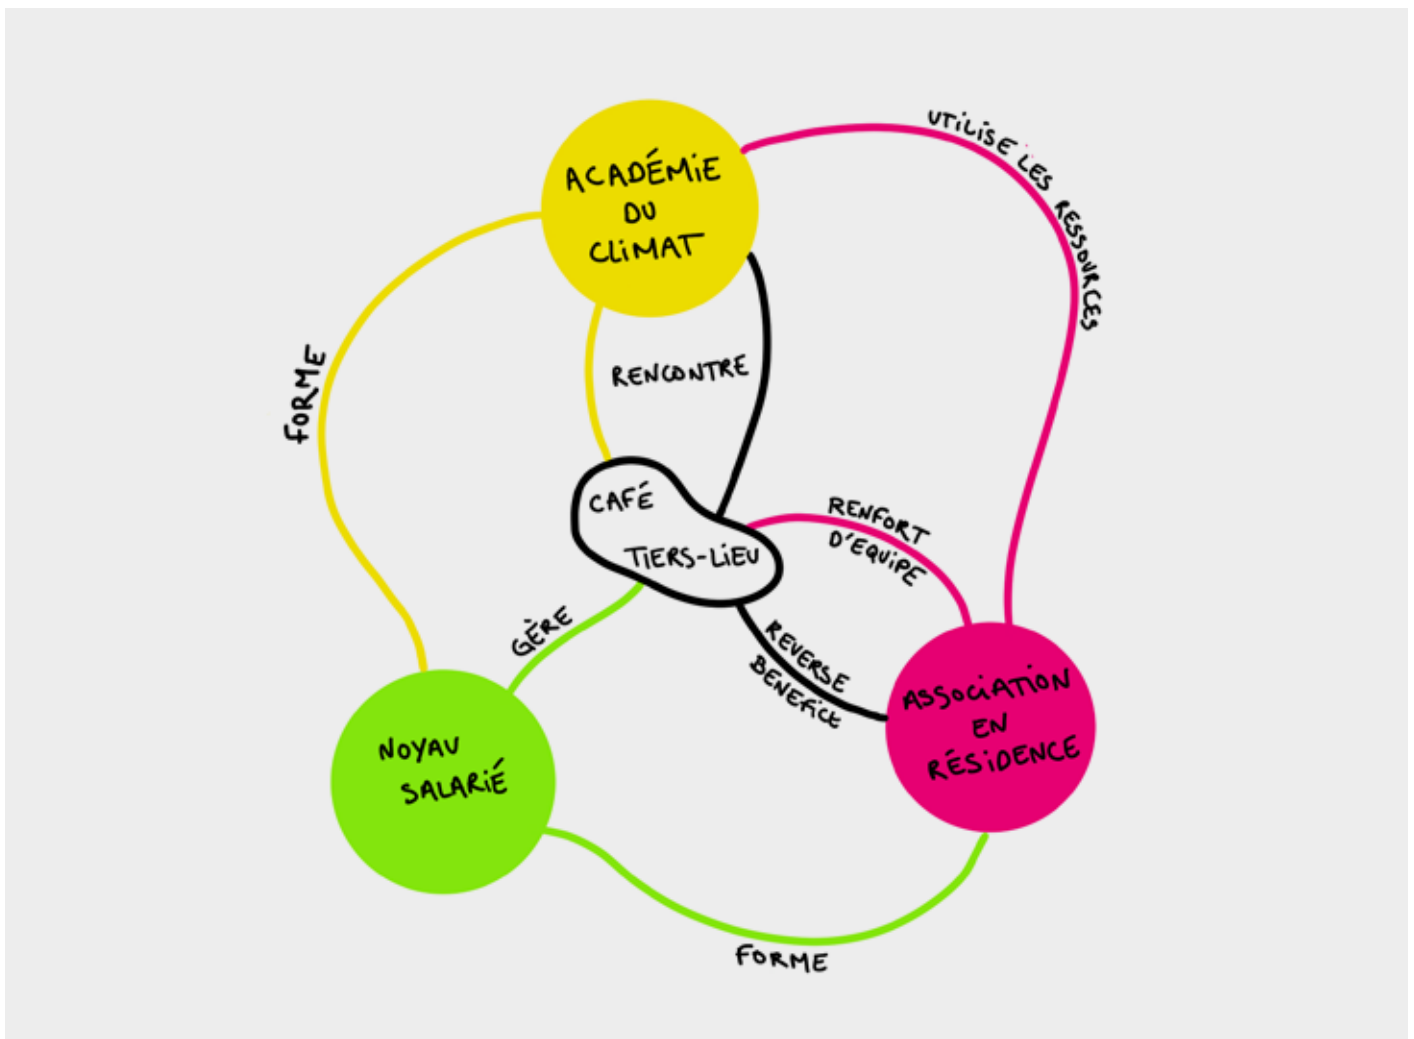 UTILISE LES RESSOURCES
ACADÉMIE
DU
CLIMAT
FORME
RENCONTRE
CAFÉ
TIERS-LIEU
RENFORT
D'EQUIPE
GÈRE
REVERSE
BENEFICE
ASSOCIATION
EN
RÉSIDENCE
NOYAU
SALARIÉ
FORME